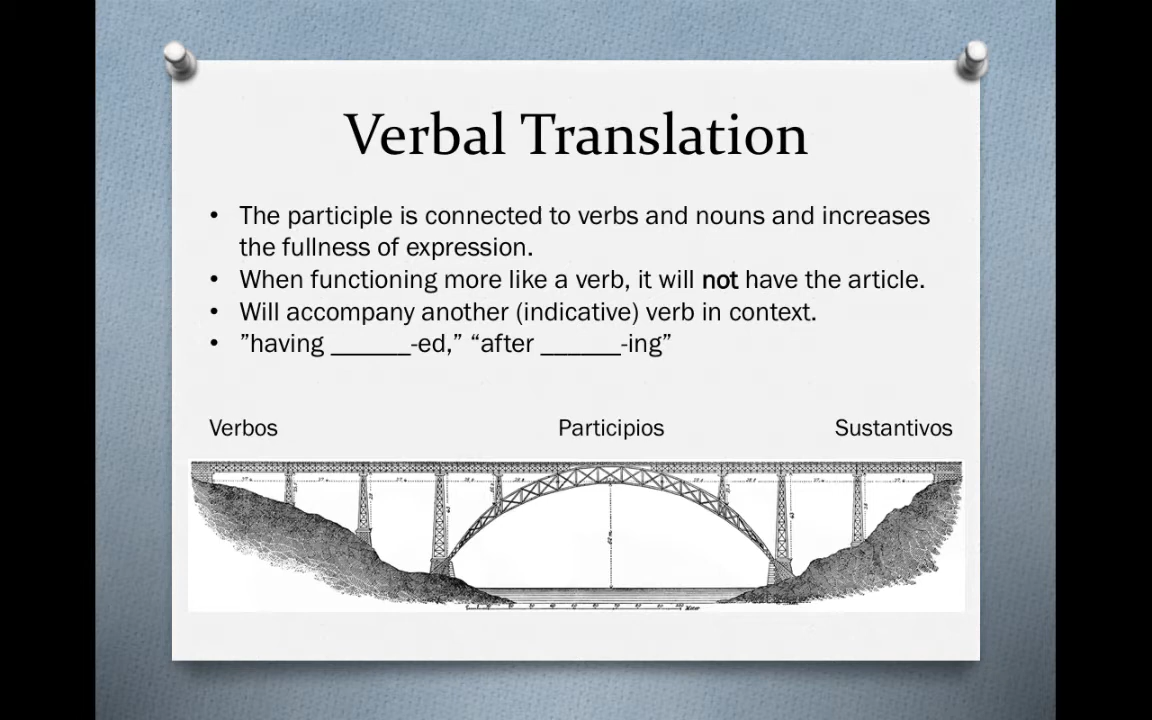 Verbal Translation
• The participle is connected to verbs and nouns and increases
the fullness of expression.
• When functioning more like a verb, it will not have the article.
• Will accompany another (indicative) verb in context.
• ”having ______-ed,” “after ______-ing”
Verbos Participios Sustantivos